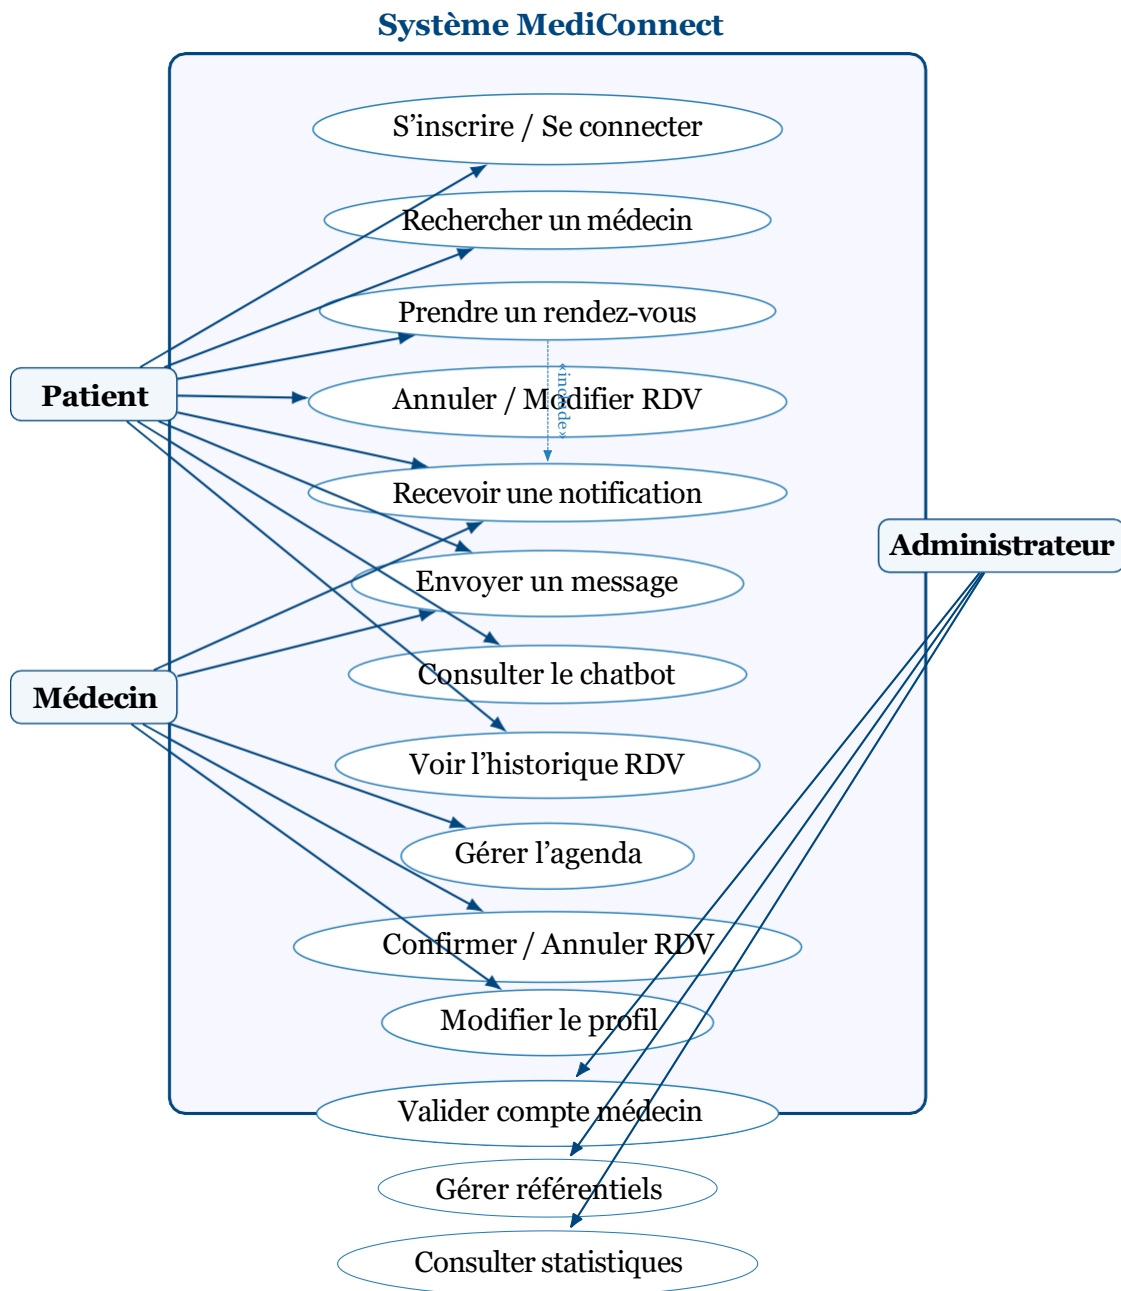 Système MediConnect
S’inscrire / Se connecter
Rechercher un médecin
Prendre un rendez-vous
«include»
Patient
Annuler / Modifier RDV
Recevoir une notification
Administrateur
Envoyer un message
Consulter le chatbot
Médecin
Voir l’historique RDV
Gérer l’agenda
Confirmer / Annuler RDV
Modifier le profil
Valider compte médecin
Gérer référentiels
Consulter statistiques